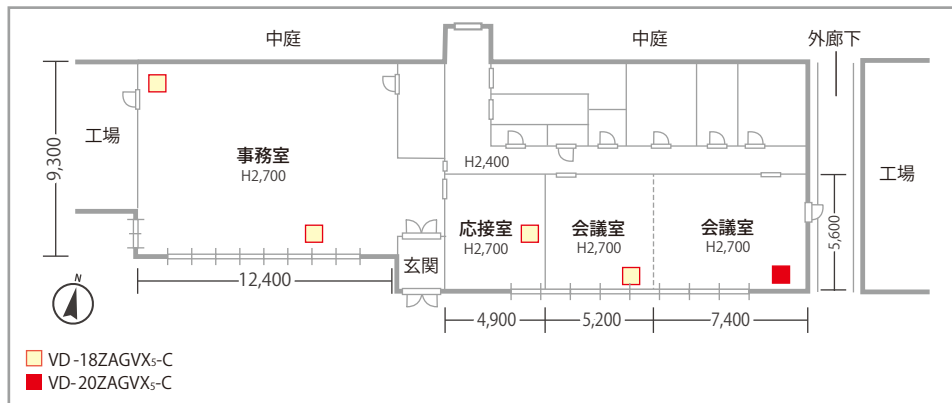 中庭
中庭
外廊下
工場
9,300
事務室
H2,700
H2,400
工場
応接室
H2,700
会議室
H2,700
会議室
H2,700
5,600
玄関
N
12,400
4,900
5,200
7,400
VD-18ZAGVX5-C
VD-20ZAGVX5-C